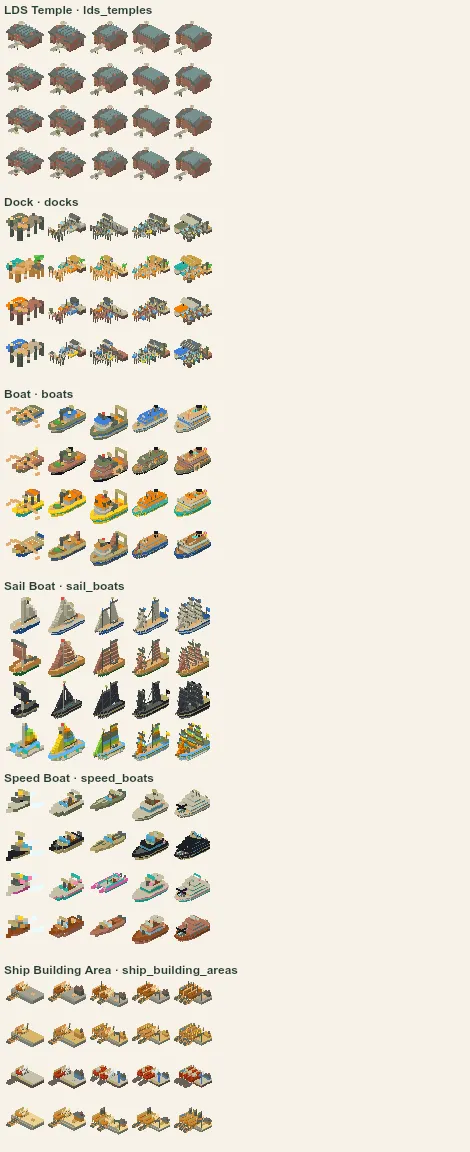 LDS Temple · lds_temples
Dock · docks
Boat · boats
Sail Boat · sail_boats
Speed Boat · speed_boats
Ship Building Area · ship_building_areas